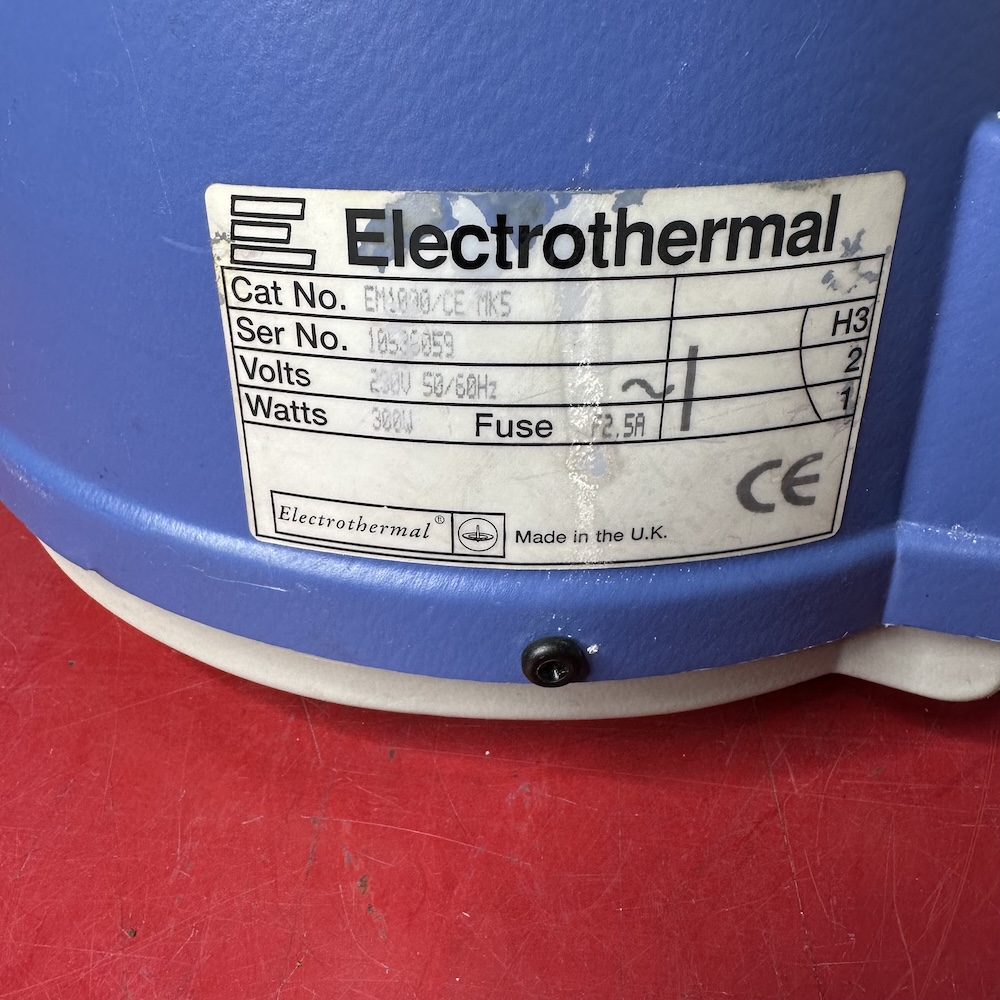 Electrothermal
Cat No. EM1000/CE MK5
Ser No. 10536059
Volts 230V 50/60Hz ~
Watts 300W Fuse F2.5A
H3
2
1
CE
Electrothermal®
Made in the U.K.